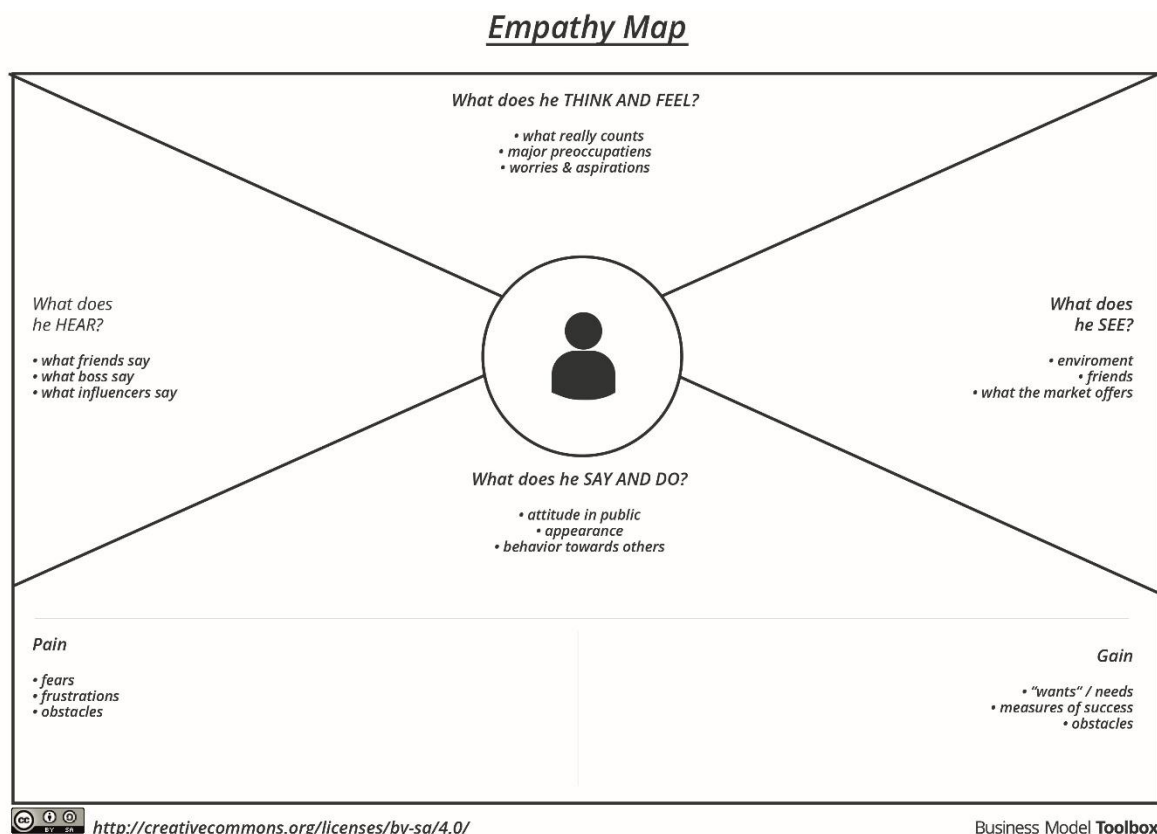 Empathy Map
What does he THINK AND FEEL?
• what really counts
• major preoccupatiens
• worries & aspirations
What does
he HEAR?
• what friends say
• what boss say
• what influencers say
What does
he SEE?
• enviroment
• friends
• what the market offers
What does he SAY AND DO?
• attitude in public
• appearance
• behavior towards others
Pain
• fears
• frustrations
• obstacles
Gain
• “wants” / needs
• measures of success
• obstacles
cc BY SA
http://creativecommons.org/licenses/by-sa/4.0/
Business Model Toolbox